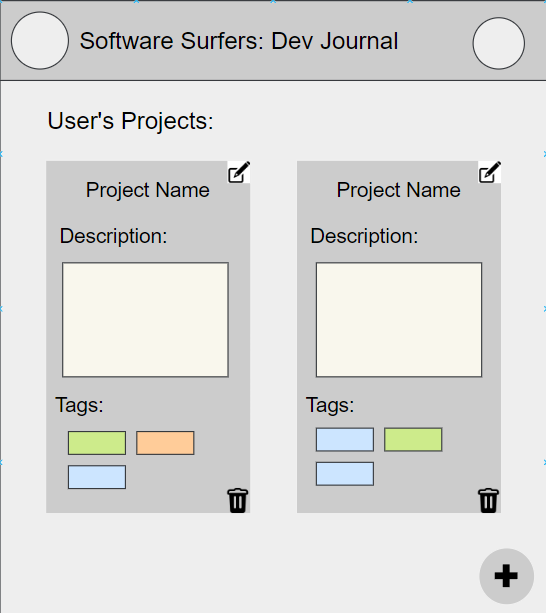 Software Surfers: Dev Journal
User's Projects:
Project Name
Description:
Tags:
Project Name
Description:
Tags: